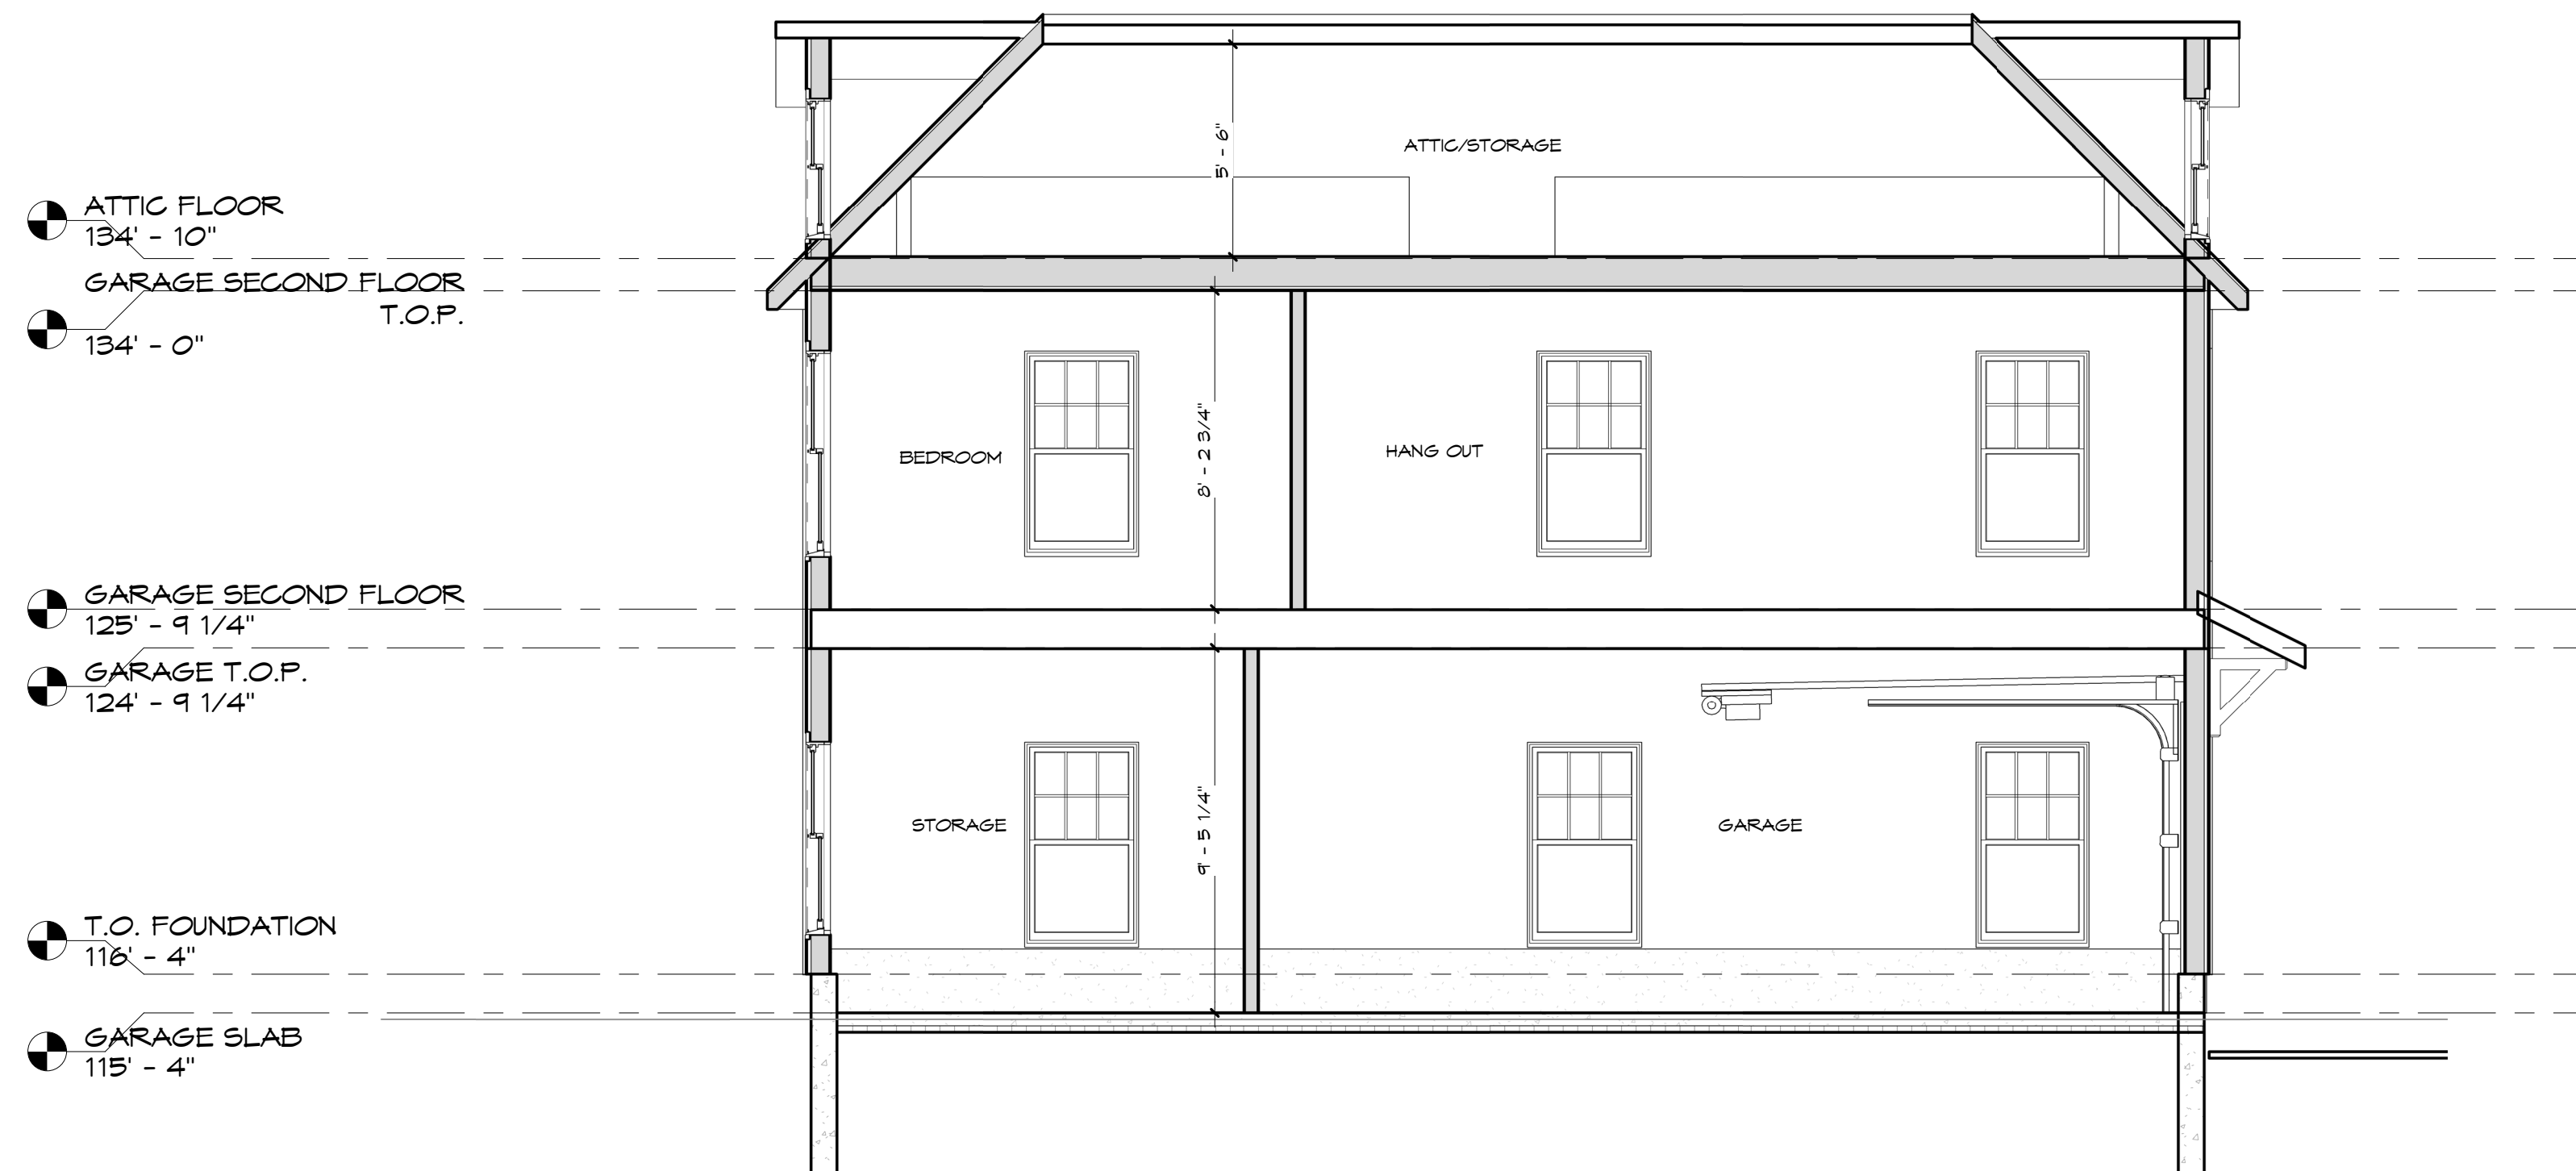 ATTIC FLOOR
134' - 10"
GARAGE SECOND FLOOR
T.O.P.
134' - 0"
GARAGE SECOND FLOOR
125' - 9 1/4"
GARAGE T.O.P.
124' - 9 1/4"
T.O. FOUNDATION
116' - 4"
GARAGE SLAB
115' - 4"
5' - 6"
ATTIC/STORAGE
BEDROOM
8' - 2 3/4"
HANG OUT
STORAGE
9' - 5 1/4"
GARAGE